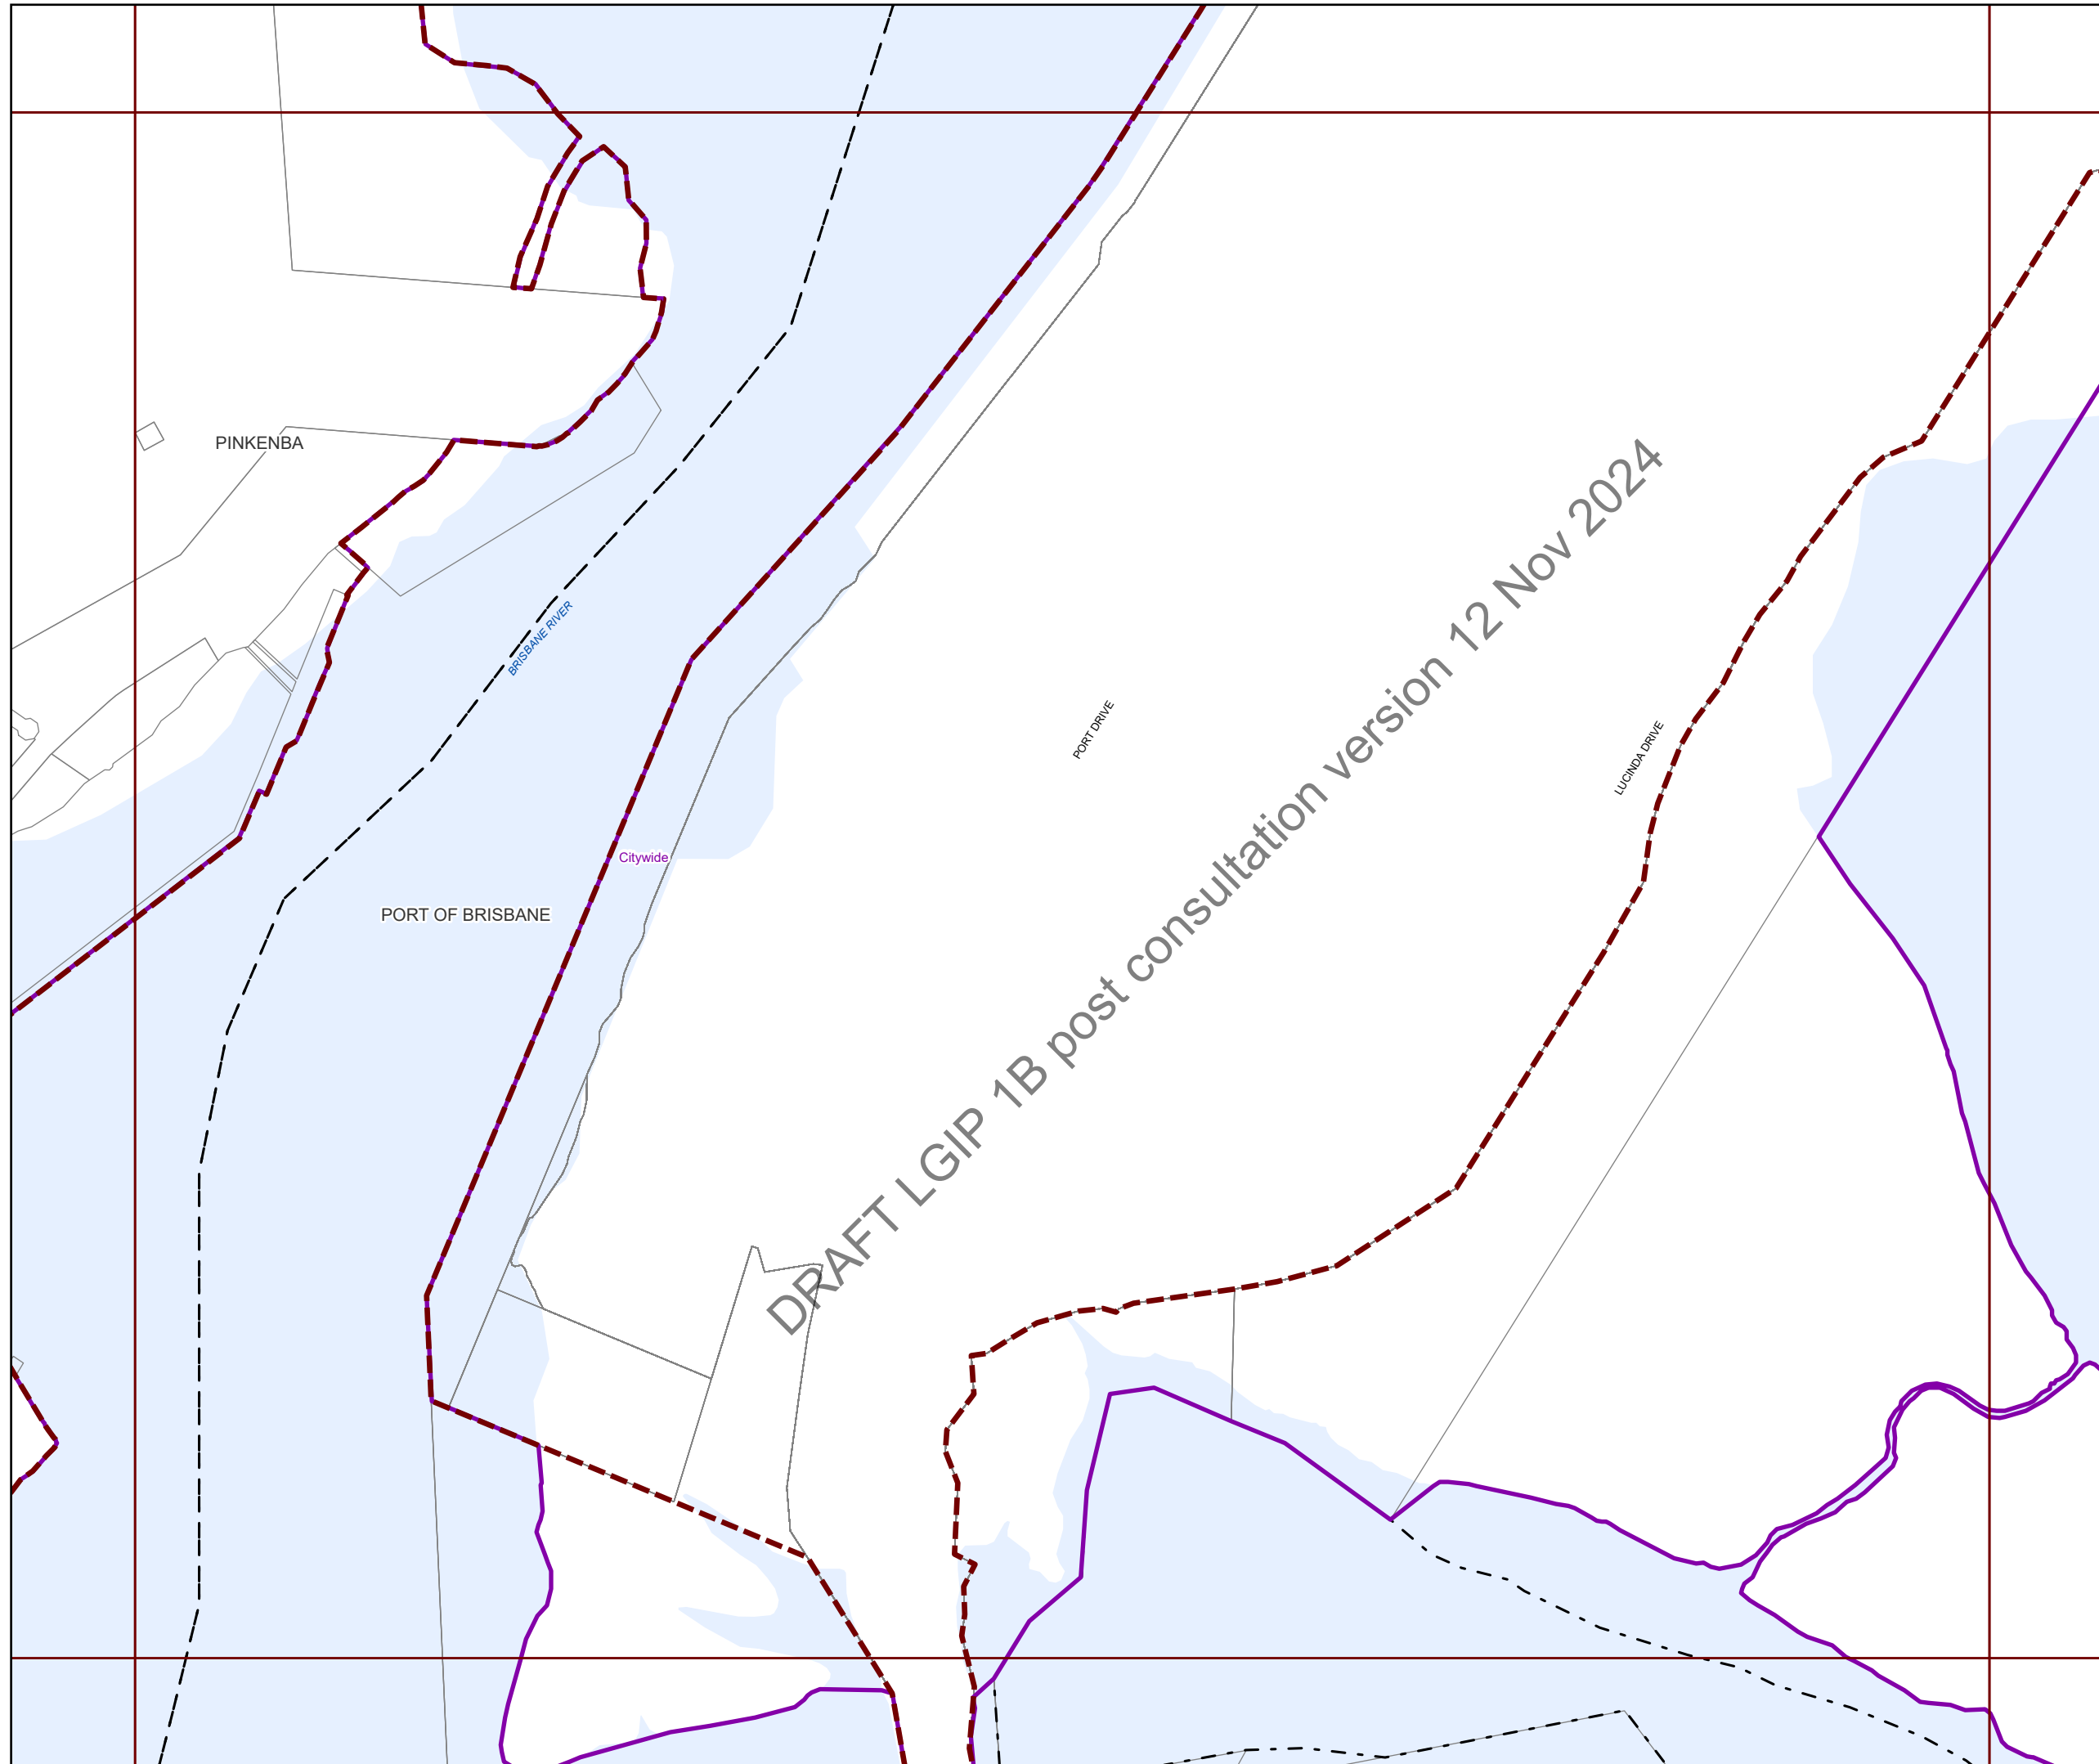 PINKENBA
BRISBANE RIVER
PORT DRIVE
LUCINDA DRIVE
Citywide
PORT OF BRISBANE
DRAFT LGIP 1B post consultation version 12 Nov 2024